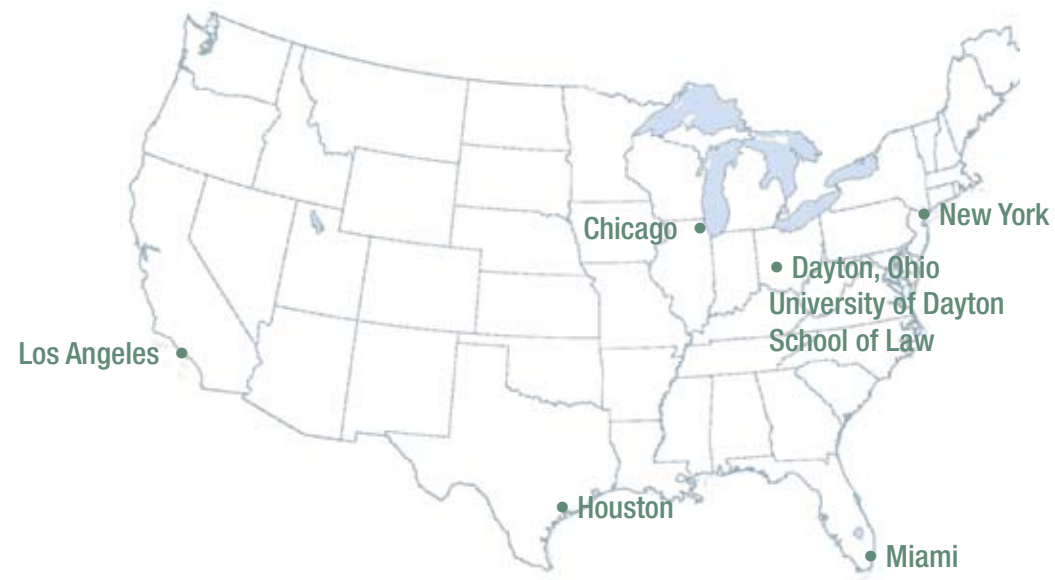 New York
Chicago
Dayton, Ohio
University of Dayton
School of Law
Los Angeles
Houston
Miami